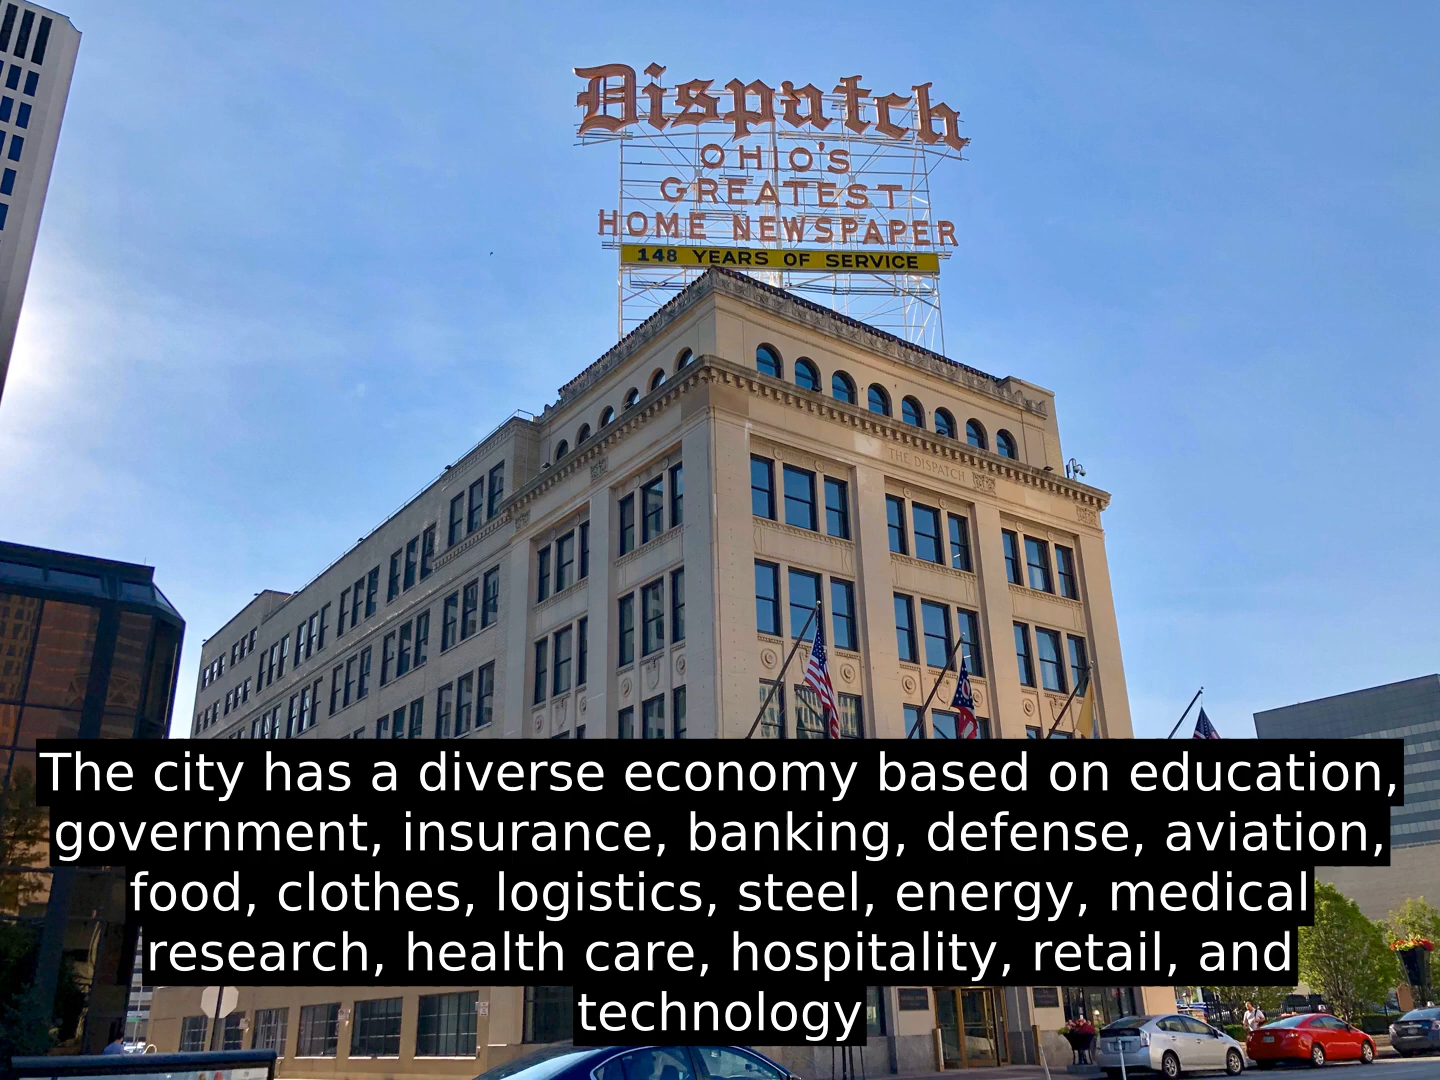 Dispatch
OHIO'S
GREATEST
HOME NEWSPAPER
148 YEARS OF SERVICE
THE DISPATCH
The city has a diverse economy based on education,
government, insurance, banking, defense, aviation,
food, clothes, logistics, steel, energy, medical
research, health care, hospitality, retail, and
technology